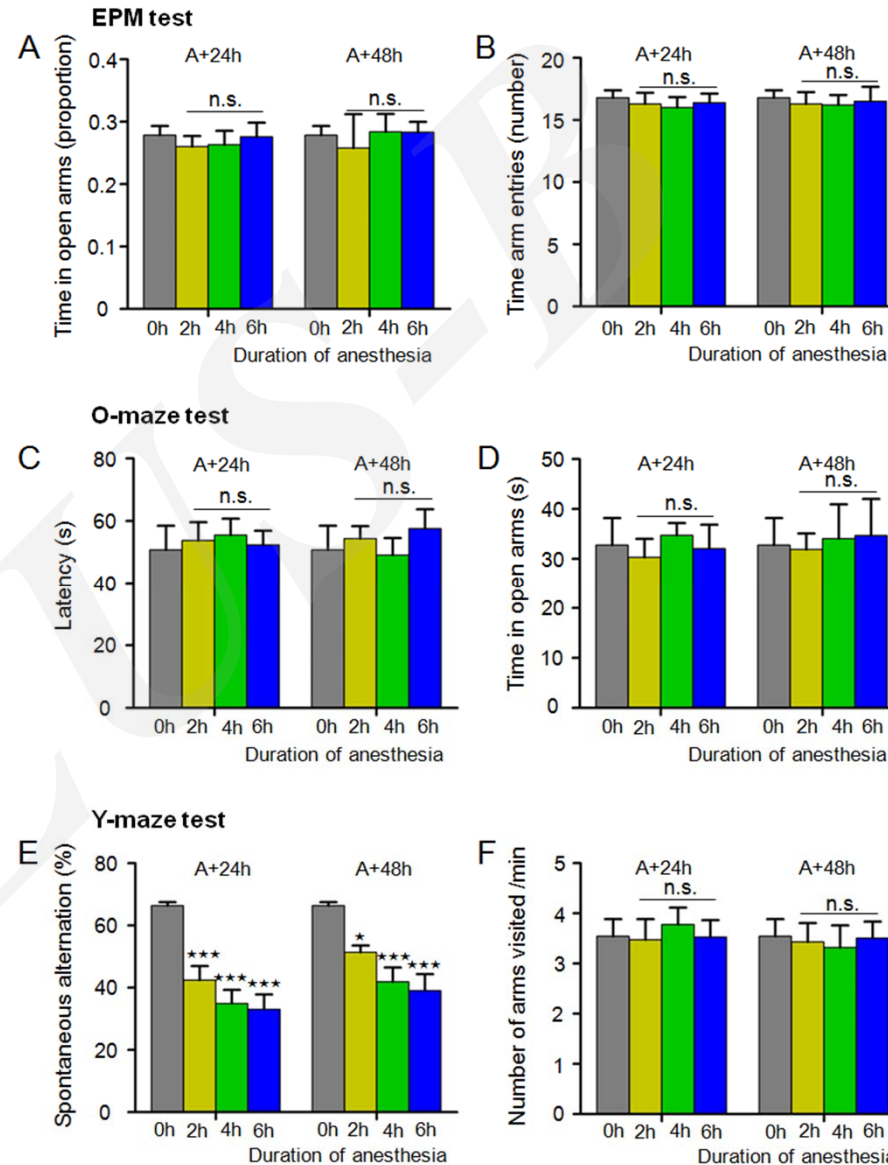 EPM test
A
Time in open arms (proportion)
0.4
0.3
0.2
0.1
0
A+24h
n.s.
A+48h
n.s.
0h 2h 4h 6h 0h 2h 4h 6h
Duration of anesthesia
B
Time arm entries (number)
20
15
10
5
0
A+24h
n.s.
A+48h
n.s.
0h 2h 4h 6h 0h 2h 4h 6h
Duration of anesthesia
O-maze test
C
Latency (s)
80
60
40
20
0
A+24h
n.s.
A+48h
n.s.
0h 2h 4h 6h 0h 2h 4h 6h
Duration of anesthesia
D
Time in open arms (s)
50
40
30
20
10
0
A+24h
n.s.
A+48h
n.s.
0h 2h 4h 6h 0h 2h 4h 6h
Duration of anesthesia
Y-maze test
E
Spontaneous alternation (%)
80
60
40
20
0
A+24h
★★★ ★★★ ★★★
A+48h
★ ★★★ ★★★
0h 2h 4h 6h 0h 2h 4h 6h
Duration of anesthesia
F
Number of arms visited /min
5
4
3
2
1
0
A+24h
n.s.
A+48h
n.s.
0h 2h 4h 6h 0h 2h 4h 6h
Duration of anesthesia
US-B